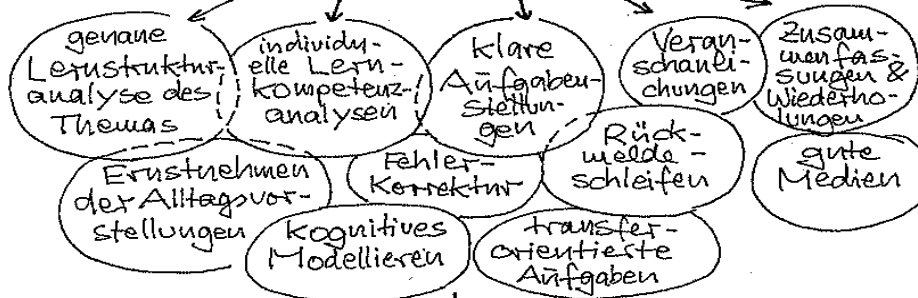 genaue
Lernstruktur-
analyse des
Themas
individu-
elle Lern-
kompetenz-
analysen
klare
Aufgaben-
stellun-
gen
Veran-
schauli-
chungen
Zusam-
menfas-
sungen &
Wiederho-
lungen
Ernstnehmen
der Alltagsvor-
stellungen
Fehler-
Korrektur
Rück-
melde-
schleifen
gute
Medien
kognitives
Modellieren
transfer-
orientierte
Aufgaben